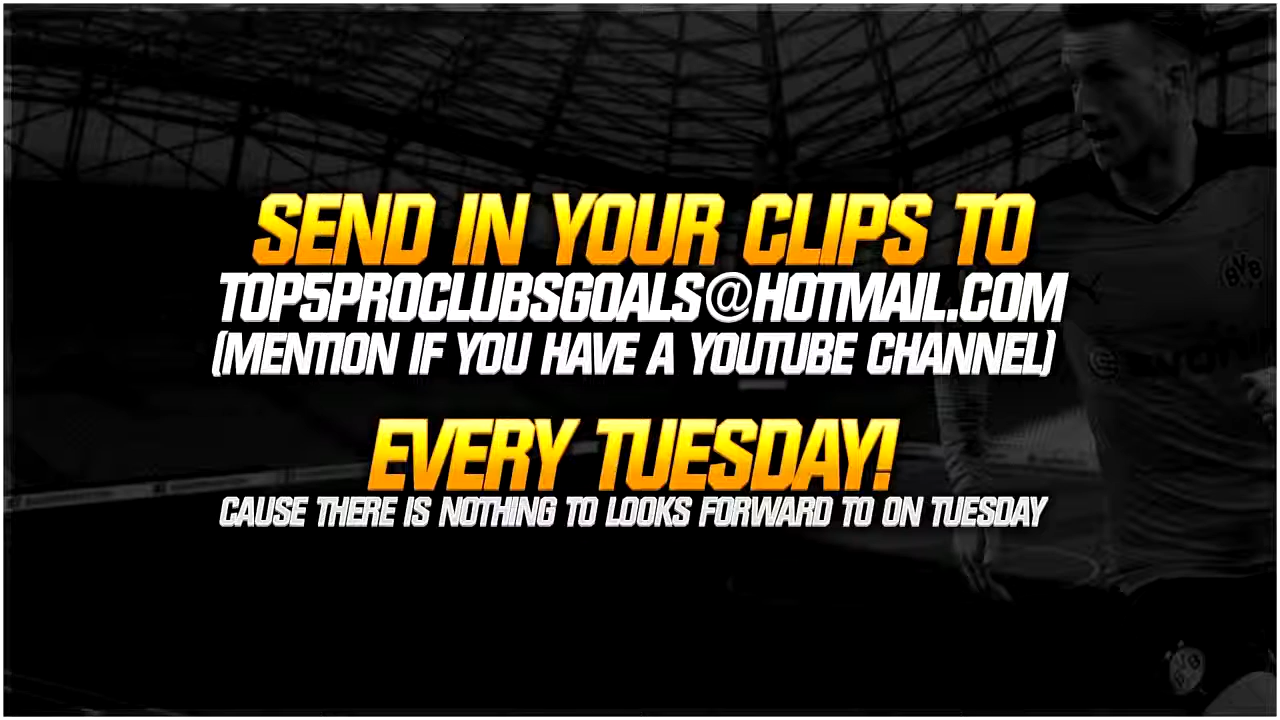 SEND IN YOUR CLIPS TO
TOP5PROCLUBSGOALS@HOTMAIL.COM
(MENTION IF YOU HAVE A YOUTUBE CHANNEL)
EVERY TUESDAY!
CAUSE THERE IS NOTHING TO LOOKS FORWARD TO ON TUESDAY
BVB